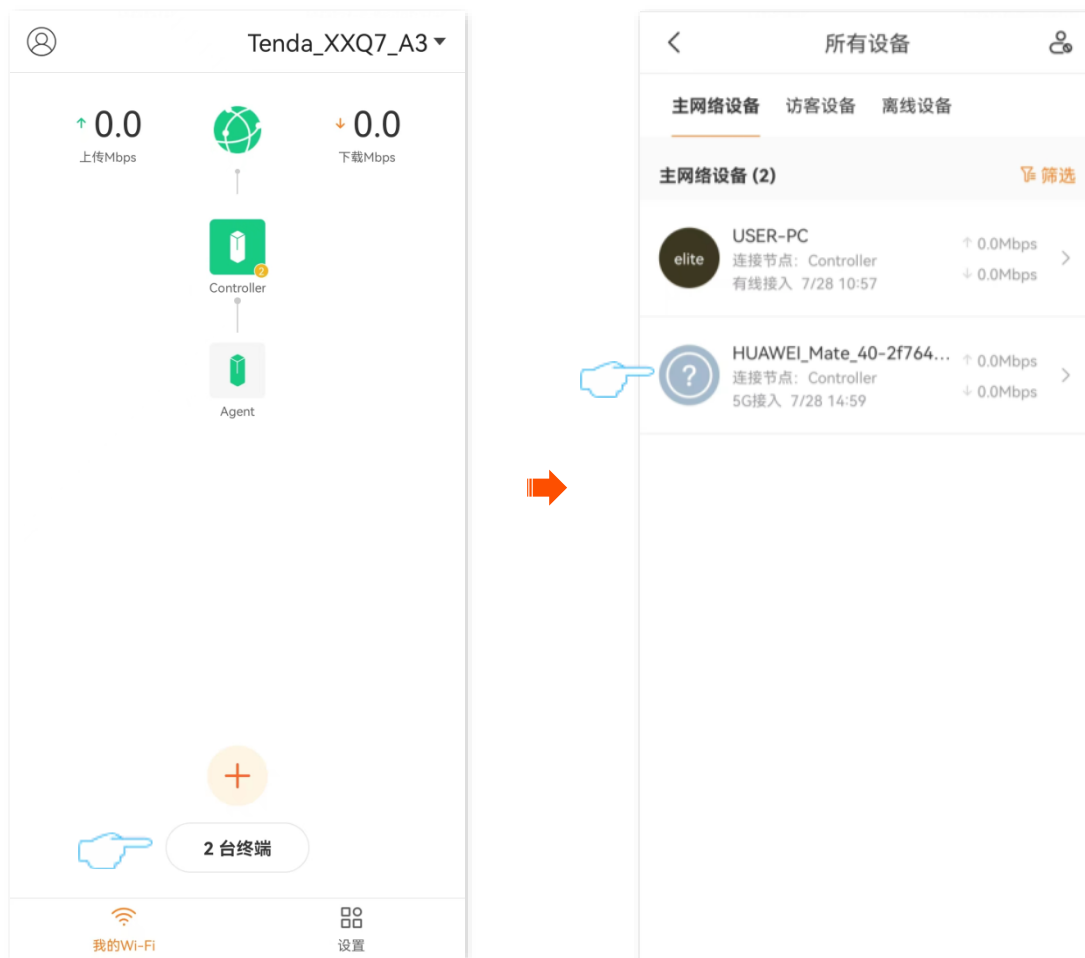 Tenda_XXQ7_A3
↑ 0.0
上传Mbps
↓ 0.0
下载Mbps
2
Controller
Agent
+
2 台终端
我的Wi-Fi
设置
所有设备
主网络设备 访客设备 离线设备
主网络设备 (2)
筛选
elite
USER-PC
连接节点: Controller
有线接入 7/28 10:57
↑ 0.0Mbps
↓ 0.0Mbps
?
HUAWEI_Mate_40-2f764...
连接节点: Controller
5G接入 7/28 14:59
↑ 0.0Mbps
↓ 0.0Mbps